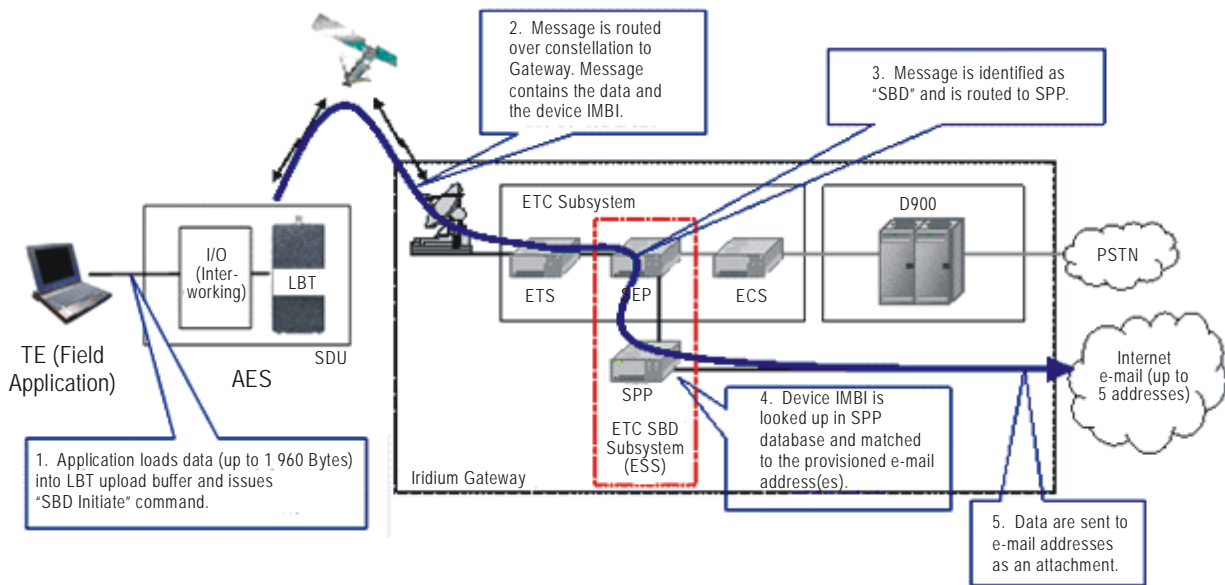 2. Message is routed
over constellation to
Gateway. Message
contains the data and
the device IMBI.
3. Message is identified as
“SBD” and is routed to SPP.
ETC Subsystem
D900
I/O
(Inter-
working)
LBT
ETS
SEP
ECS
PSTN
SDU
TE (Field
Application)
AES
SPP
Internet
e-mail (up to
5 addresses)
ETC SBD
Subsystem
(ESS)
4. Device IMBI is
looked up in SPP
database and matched
to the provisioned e-mail
address(es).
1. Application loads data (up to 1 960 Bytes)
into LBT upload buffer and issues
“SBD Initiate” command.
Iridium Gateway
5. Data are sent to
e-mail addresses
as an attachment.